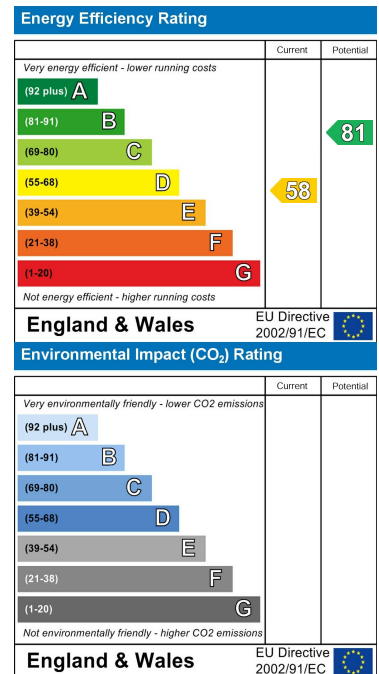 Energy Efficiency Rating
Current Potential
Very energy efficient - lower running costs
(92 plus) A
(81-91) B
81
(69-80) C
(55-68) D
58
(39-54) E
(21-38) F
(1-20) G
Not energy efficient - higher running costs
England & Wales
EU Directive
2002/91/EC
Environmental Impact (CO₂) Rating
Current Potential
Very environmentally friendly - lower CO2 emissions
(92 plus) A
(81-91) B
(69-80) C
(55-68) D
(39-54) E
(21-38) F
(1-20) G
Not environmentally friendly - higher CO2 emissions
England & Wales
EU Directive
2002/91/EC